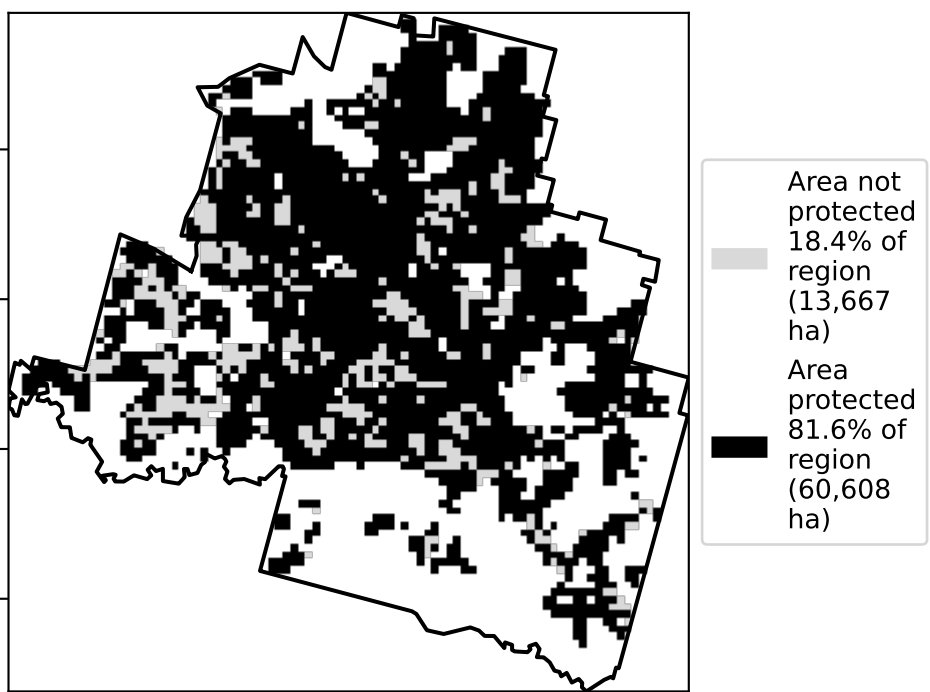 Area not
protected
18.4% of
region
(13,667
ha)
Area
protected
81.6% of
region
(60,608
ha)